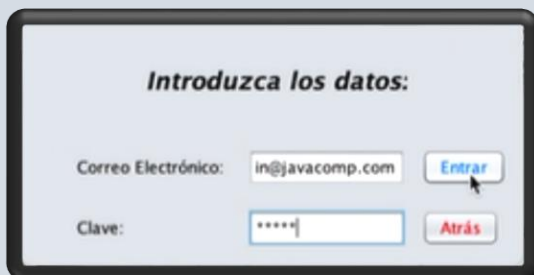 Introduzca los datos:
Correo Electrónico: in@javacomp.com Entrar
Clave: ***** Atrás